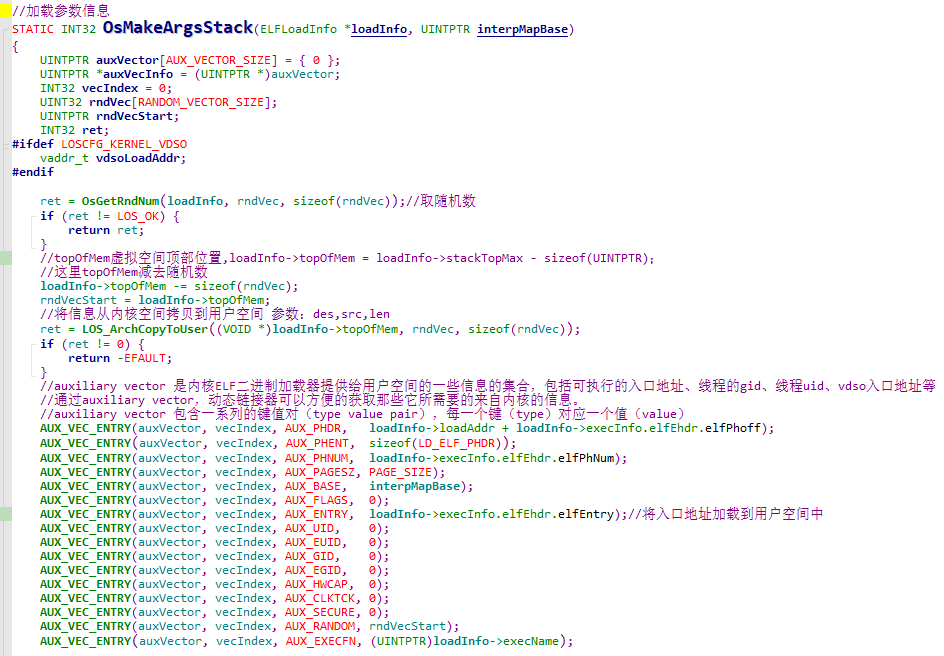 //加载参数信息
STATIC INT32 OsMakeArgsStack(ELFLoadInfo *loadInfo, UINTPTR interpMapBase)
{
    UINTPTR auxVector[AUX_VECTOR_SIZE] = { 0 };
    UINTPTR *auxVecInfo = (UINTPTR *)auxVector;
    INT32 vecIndex = 0;
    UINT32 rndVec[RANDOM_VECTOR_SIZE];
    UINTPTR rndVecStart;
    INT32 ret;
#ifdef LOSCFG_KERNEL_VDSO
    vaddr_t vdsoLoadAddr;
#endif
    ret = OsGetRndNum(loadInfo, rndVec, sizeof(rndVec));//取随机数
    if (ret != LOS_OK) {
        return ret;
    }
    //topOfMem虚拟空间顶部位置,loadInfo->topOfMem = loadInfo->stackTopMax - sizeof(UINTPTR);
    //这里topOfMem减去随机数
    loadInfo->topOfMem -= sizeof(rndVec);
    rndVecStart = loadInfo->topOfMem;
    //将信息从内核空间拷贝到用户空间 参数: des,src,len
    ret = LOS_ArchCopyToUser((VOID *)loadInfo->topOfMem, rndVec, sizeof(rndVec));
    if (ret != 0) {
        return -EFAULT;
    }
    //auxiliary vector 是内核ELF二进制加载器提供给用户空间的一些信息的集合，包括可执行的入口地址、线程的gid、线程uid、vdso入口地址等
    //通过auxiliary vector，动态链接器可以方便的获取那些它所需要的来自内核的信息。
    //auxiliary vector 包含一系列的键值对（type value pair），每一个键（type）对应一个值（value）
    AUX_VEC_ENTRY(auxVector, vecIndex, AUX_PHDR,   loadInfo->loadAddr + loadInfo->execInfo.elfEhdr.elfPhoff);
    AUX_VEC_ENTRY(auxVector, vecIndex, AUX_PHENT,  sizeof(LD_ELF_PHDR));
    AUX_VEC_ENTRY(auxVector, vecIndex, AUX_PHNUM,  loadInfo->execInfo.elfEhdr.elfPhNum);
    AUX_VEC_ENTRY(auxVector, vecIndex, AUX_PAGESZ, PAGE_SIZE);
    AUX_VEC_ENTRY(auxVector, vecIndex, AUX_BASE,   interpMapBase);
    AUX_VEC_ENTRY(auxVector, vecIndex, AUX_FLAGS,  0);
    AUX_VEC_ENTRY(auxVector, vecIndex, AUX_ENTRY,  loadInfo->execInfo.elfEhdr.elfEntry);//将入口地址加载到用户空间中
    AUX_VEC_ENTRY(auxVector, vecIndex, AUX_UID,    0);
    AUX_VEC_ENTRY(auxVector, vecIndex, AUX_EUID,   0);
    AUX_VEC_ENTRY(auxVector, vecIndex, AUX_GID,    0);
    AUX_VEC_ENTRY(auxVector, vecIndex, AUX_EGID,   0);
    AUX_VEC_ENTRY(auxVector, vecIndex, AUX_HWCAP,  0);
    AUX_VEC_ENTRY(auxVector, vecIndex, AUX_CLKTCK, 0);
    AUX_VEC_ENTRY(auxVector, vecIndex, AUX_SECURE, 0);
    AUX_VEC_ENTRY(auxVector, vecIndex, AUX_RANDOM, rndVecStart);
    AUX_VEC_ENTRY(auxVector, vecIndex, AUX_EXECFN, (UINTPTR)loadInfo->execName);